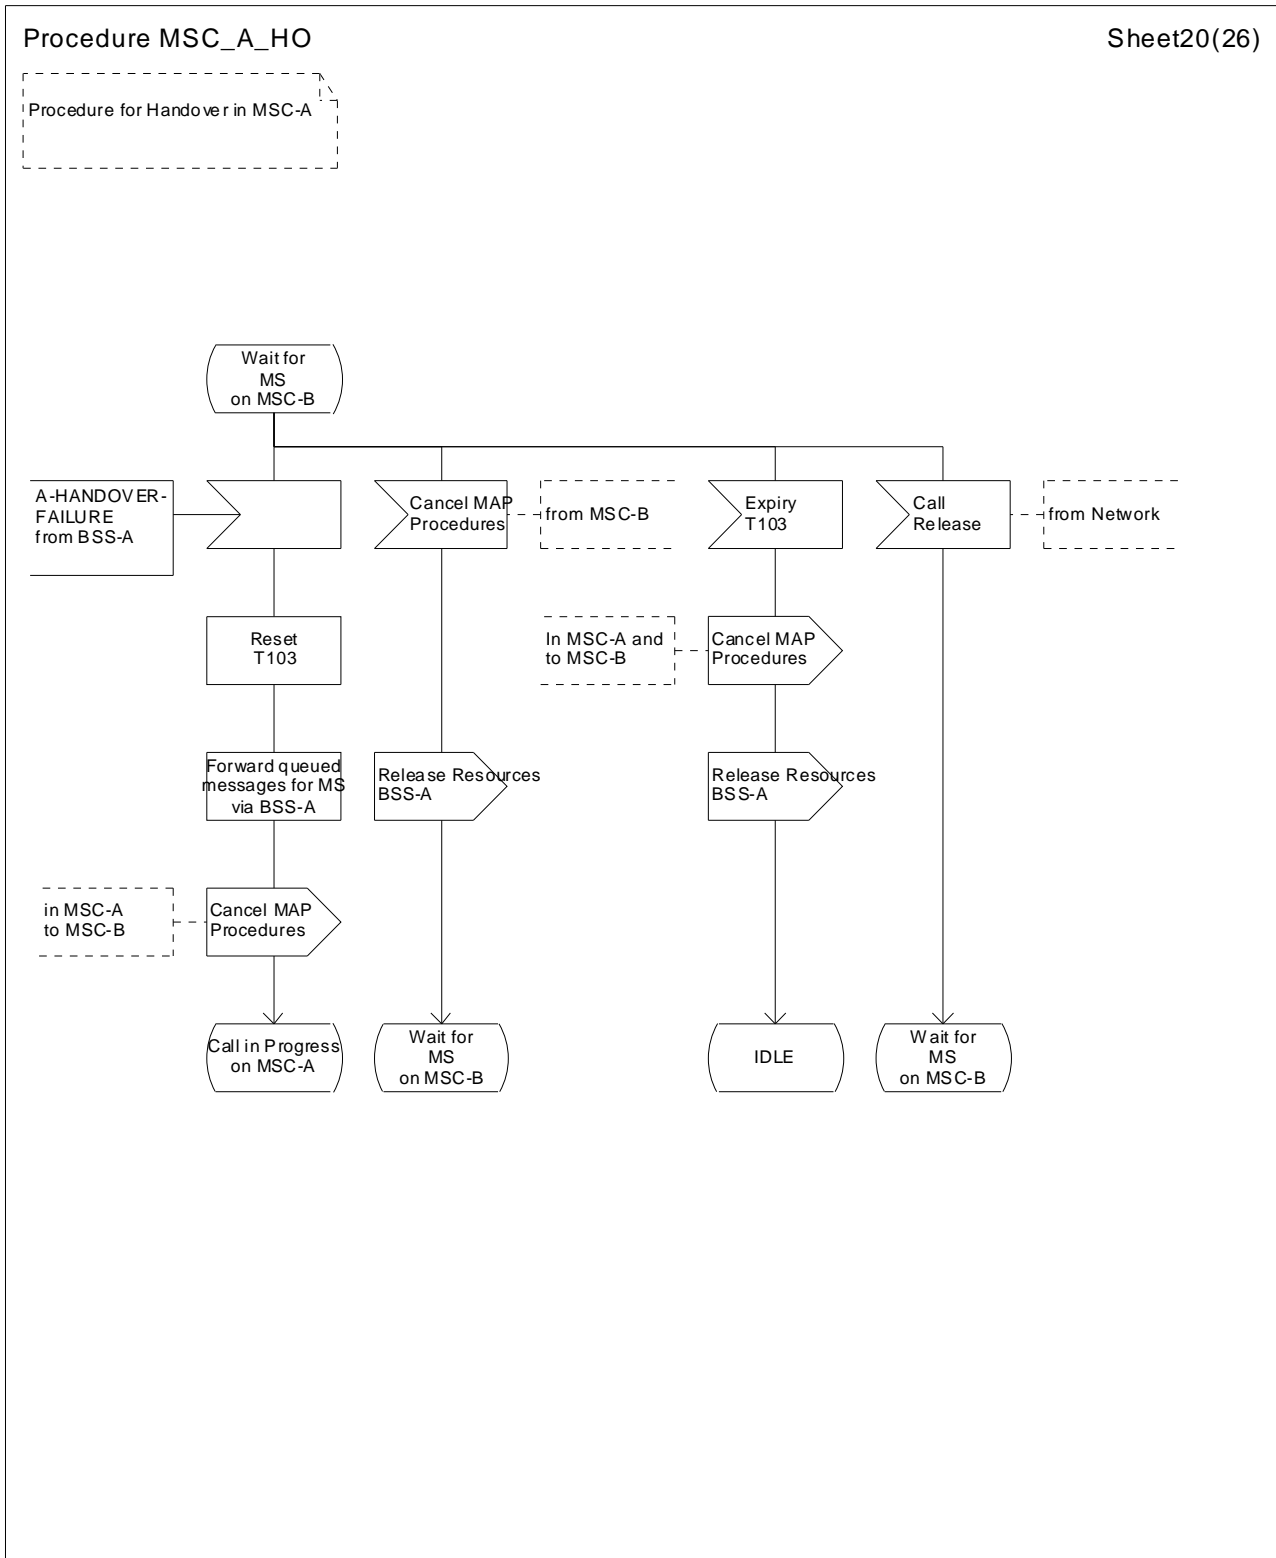 Procedure MSC_A_HO
Sheet20(26)
Procedure for Handover in MSC-A
Wait for
MS
on MSC-B
A-HANDOVER-
FAILURE
from BSS-A
Cancel MAP
Procedures
from MSC-B
Expiry
T103
Call
Release
from Network
Reset
T103
In MSC-A and
to MSC-B
Cancel MAP
Procedures
Forward queued
messages for MS
via BSS-A
Release Resources
BSS-A
Release Resources
BSS-A
in MSC-A
to MSC-B
Cancel MAP
Procedures
Call in Progress
on MSC-A
Wait for
MS
on MSC-B
IDLE
Wait for
MS
on MSC-B